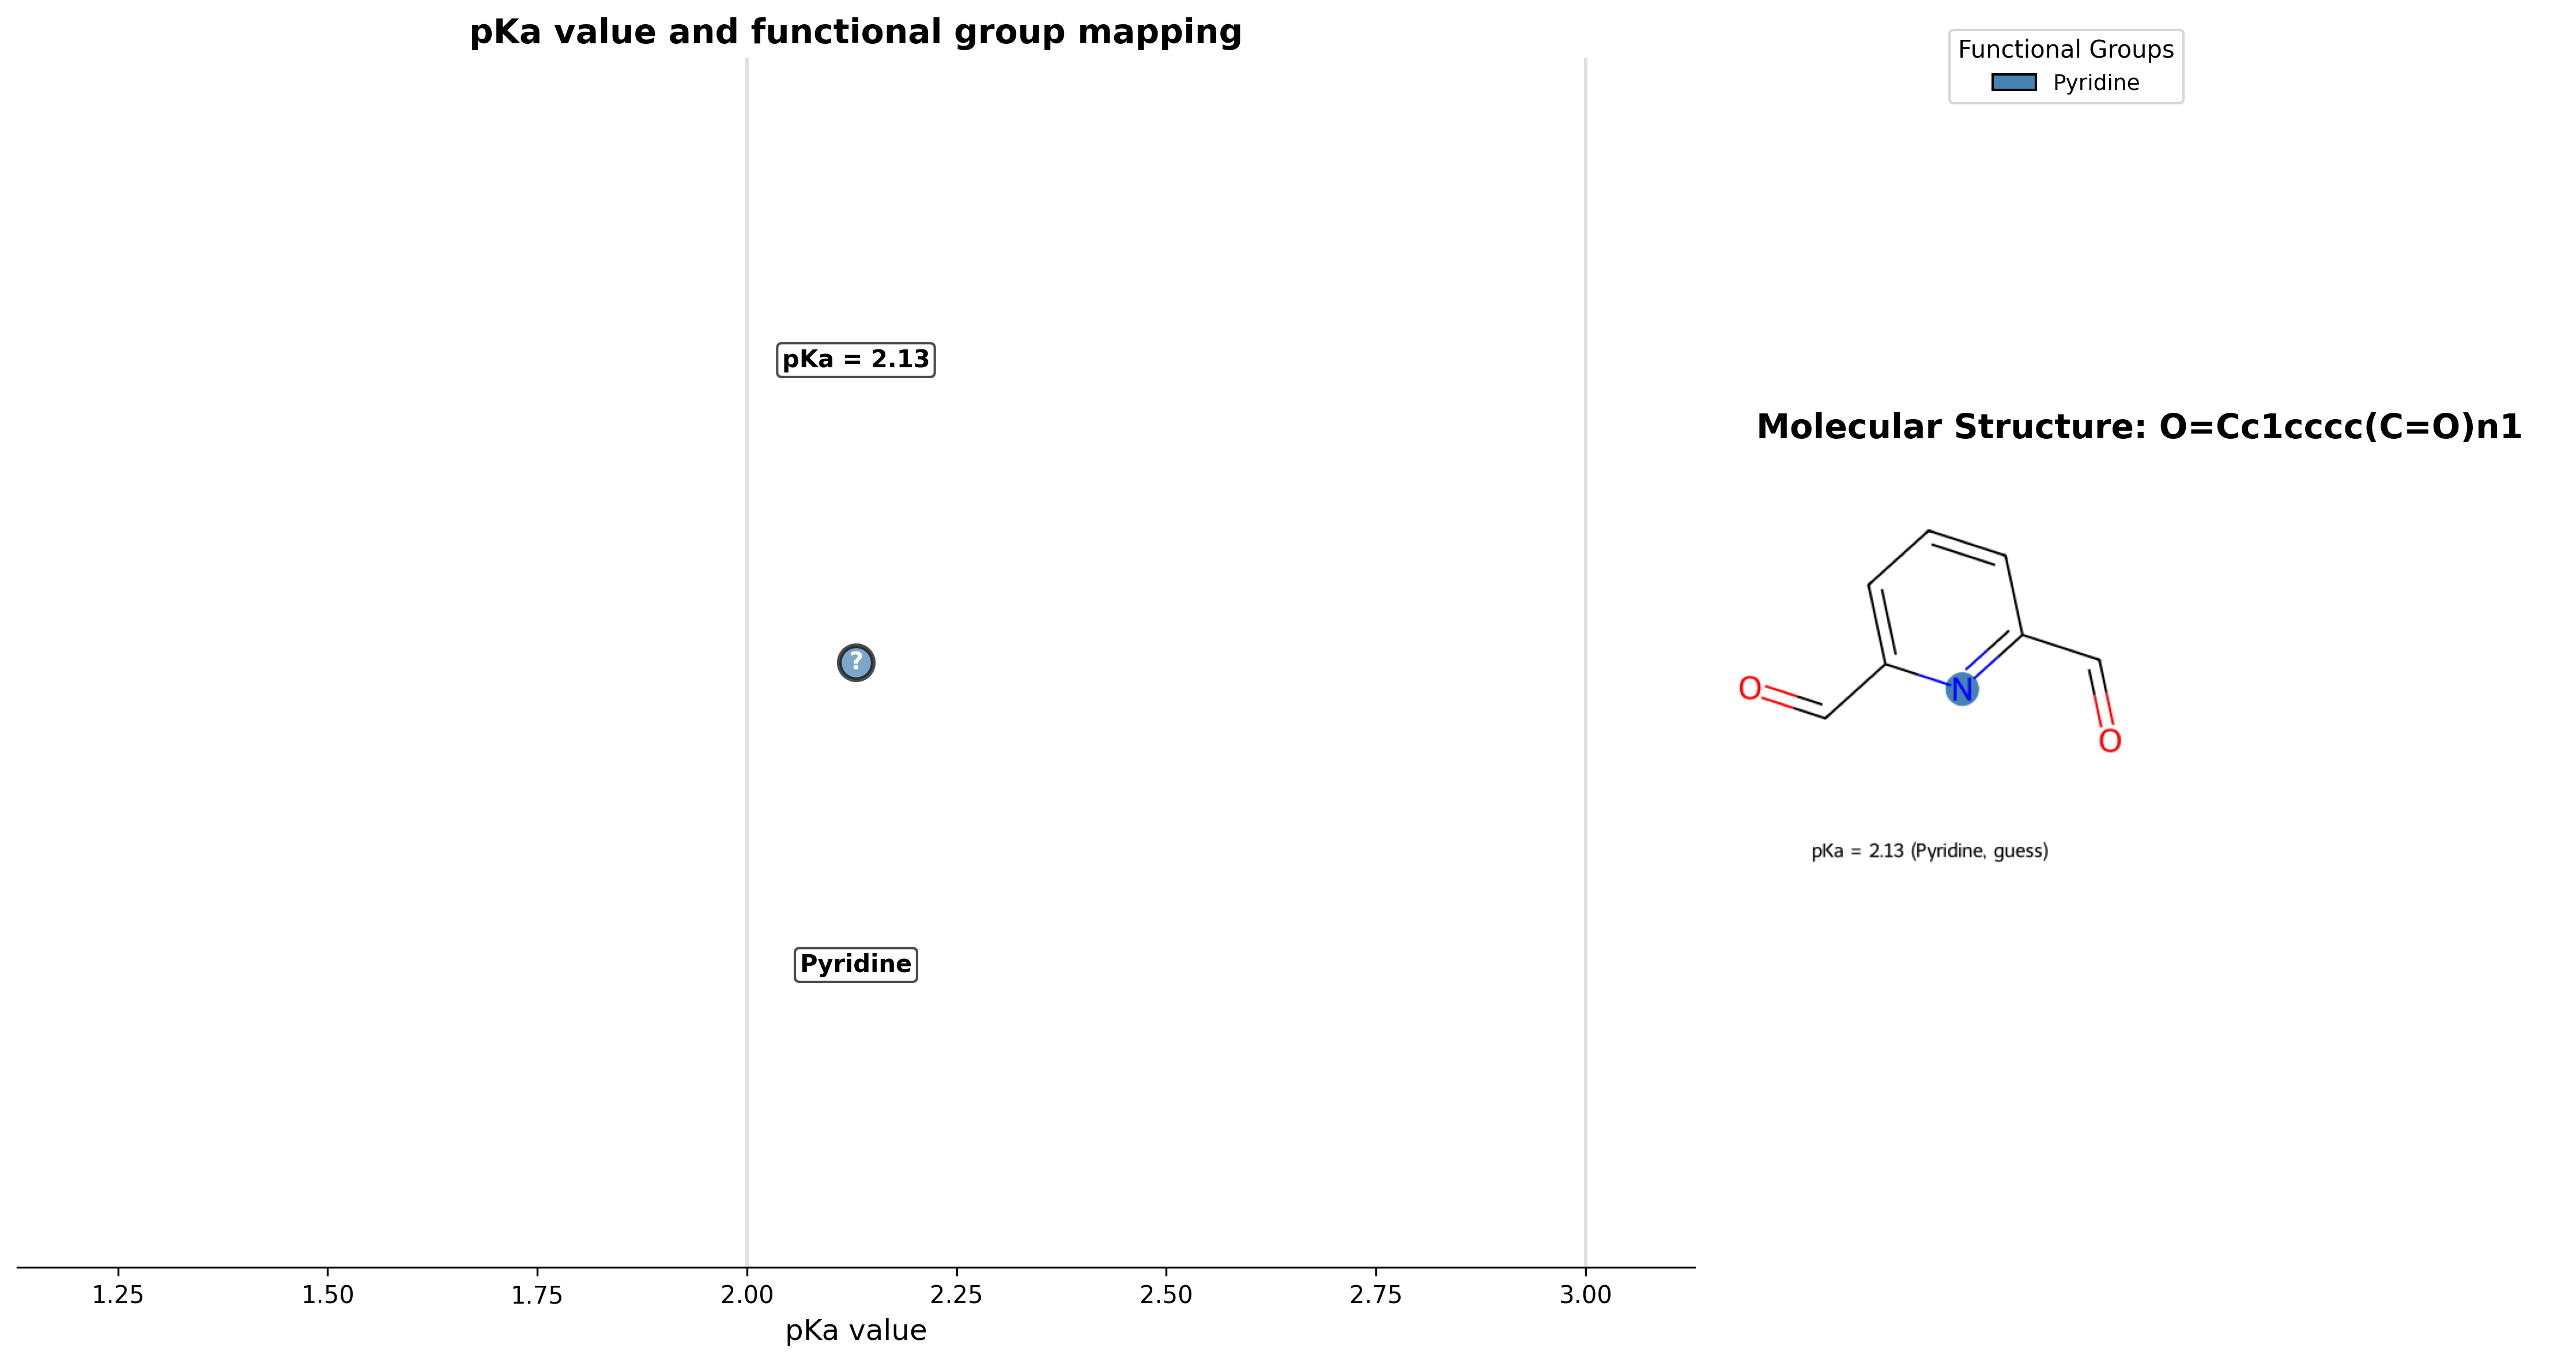 pKa value and functional group mapping
Functional Groups
Pyridine
pKa = 2.13
Molecular Structure: O=Cc1cccc(C=O)n1
?
O
N
O
pKa = 2.13 (Pyridine, guess)
Pyridine
1.25 1.50 1.75 2.00 2.25 2.50 2.75 3.00
pKa value